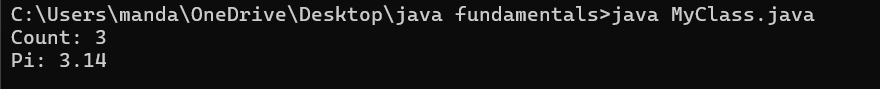 C:\Users\manda\OneDrive\Desktop\java fundamentals>java MyClass.java
Count: 3
Pi: 3.14